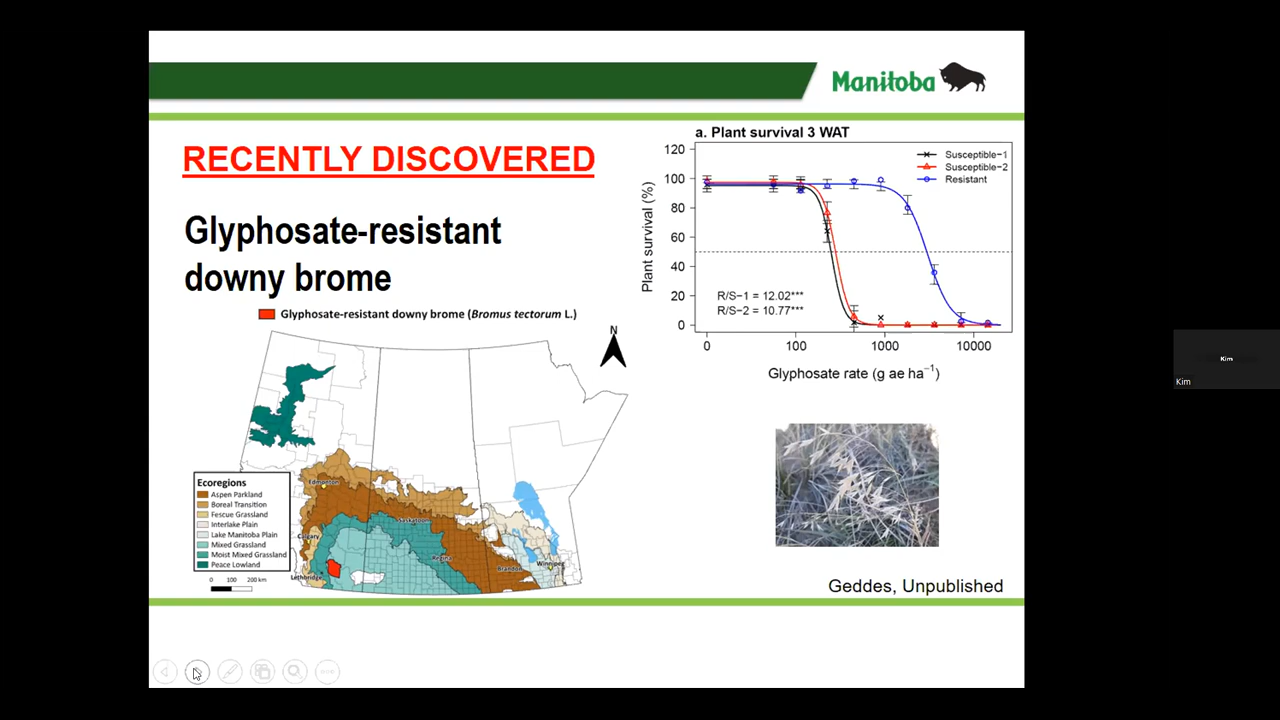 Manitoba
RECENTLY DISCOVERED
Glyphosate-resistant
downy brome
Glyphosate-resistant downy brome (Bromus tectorum L.)
N
Edmonton
Saskatoon
Calgary
Regina
Lethbridge
Brandon
Winnipeg
Ecoregions
Aspen Parkland
Boreal Transition
Fescue Grassland
Interlake Plain
Lake Manitoba Plain
Mixed Grassland
Moist Mixed Grassland
Peace Lowland
0 100 200 km
a. Plant survival 3 WAT
Susceptible−1
Susceptible−2
Resistant
Plant survival (%)
120
100
80
60
40
20
0
R/S−1 = 12.02***
R/S−2 = 10.77***
0 100 1000 10000
Glyphosate rate (g ae ha⁻¹)
Geddes, Unpublished
Kim
Kim